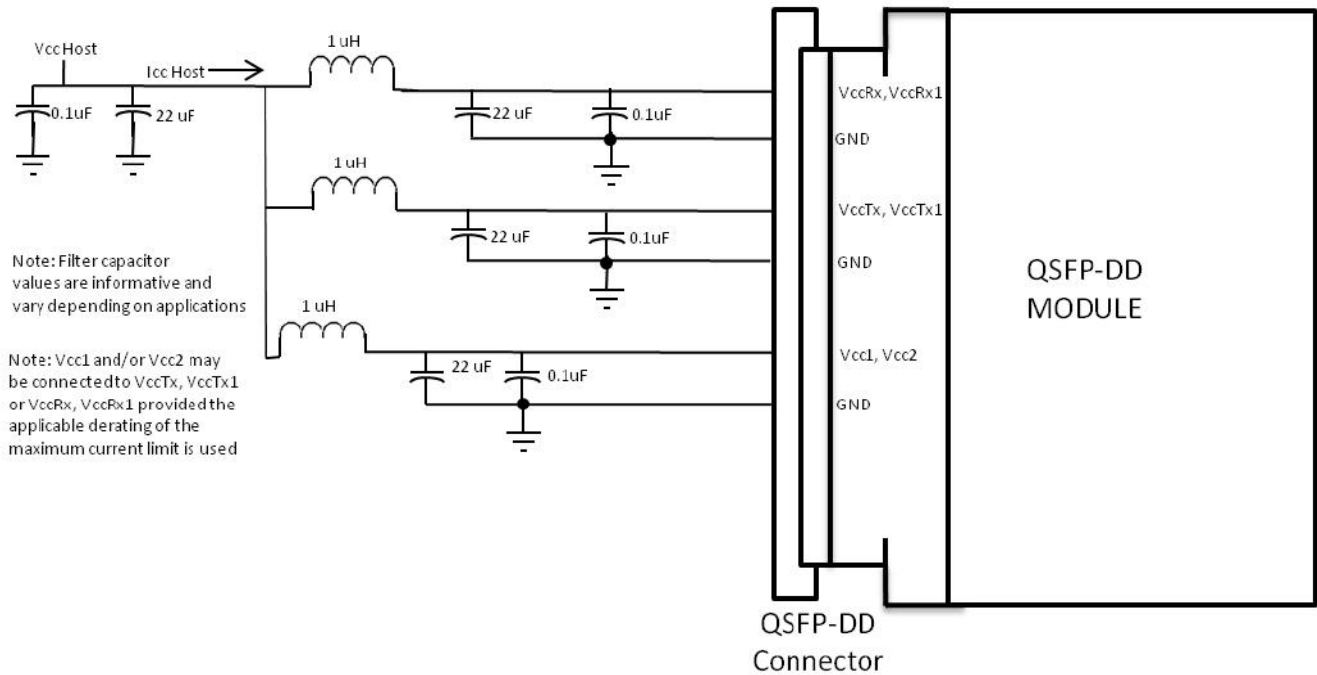 Vcc Host
Icc Host
0.1uF
22 uF
1 uH
22 uF
0.1uF
VccRx, VccRx1
GND
1 uH
22 uF
0.1uF
VccTx, VccTx1
GND
Note: Filter capacitor
values are informative and
vary depending on applications
1 uH
22 uF
0.1uF
Vcc1, Vcc2
GND
Note: Vcc1 and/or Vcc2 may
be connected to VccTx, VccTx1
or VccRx, VccRx1 provided the
applicable derating of the
maximum current limit is used
QSFP-DD
MODULE
QSFP-DD
Connector